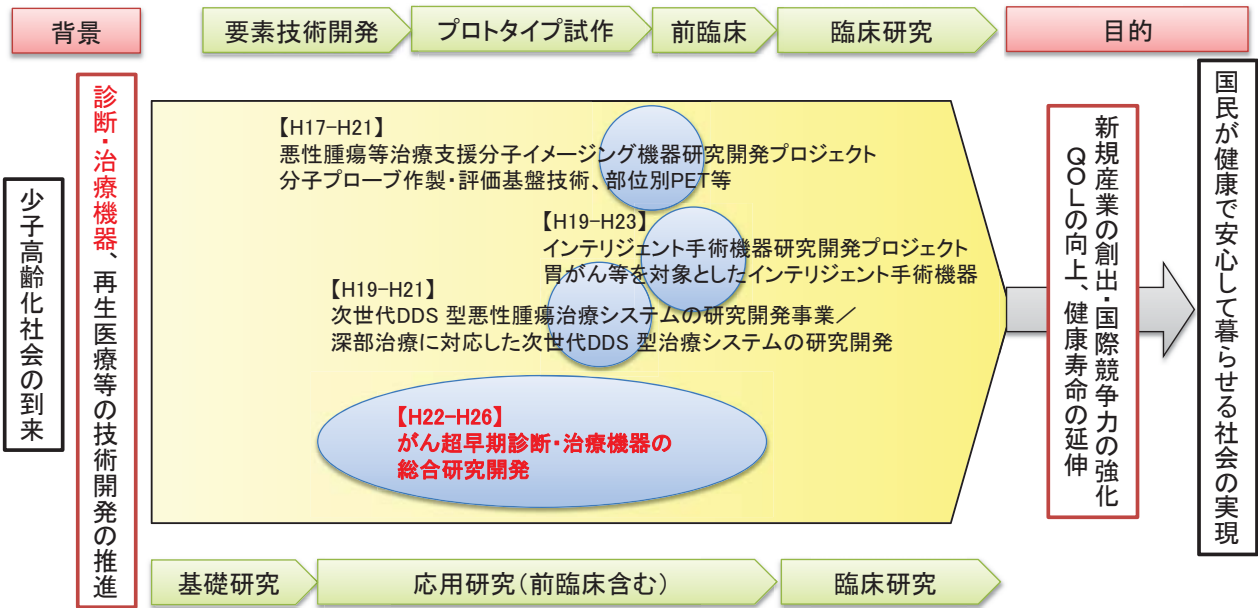 背景
要素技術開発
プロトタイプ試作
前臨床
臨床研究
目的
少子高齢化社会の到来
診断・治療機器、再生医療等の技術開発の推進
【H17-H21】
悪性腫瘍等治療支援分子イメージング機器研究開発プロジェクト
分子プローブ作製・評価基盤技術、部位別PET等
【H19-H23】
インテリジェント手術機器研究開発プロジェクト
胃がん等を対象としたインテリジェント手術機器
【H19-H21】
次世代DDS 型悪性腫瘍治療システムの研究開発事業／
深部治療に対応した次世代DDS 型治療システムの研究開発
【H22-H26】
がん超早期診断・治療機器の
総合研究開発
新規産業の創出・国際競争力の強化
QOLの向上、健康寿命の延伸
国民が健康で安心して暮らせる社会の実現
基礎研究
応用研究（前臨床含む）
臨床研究